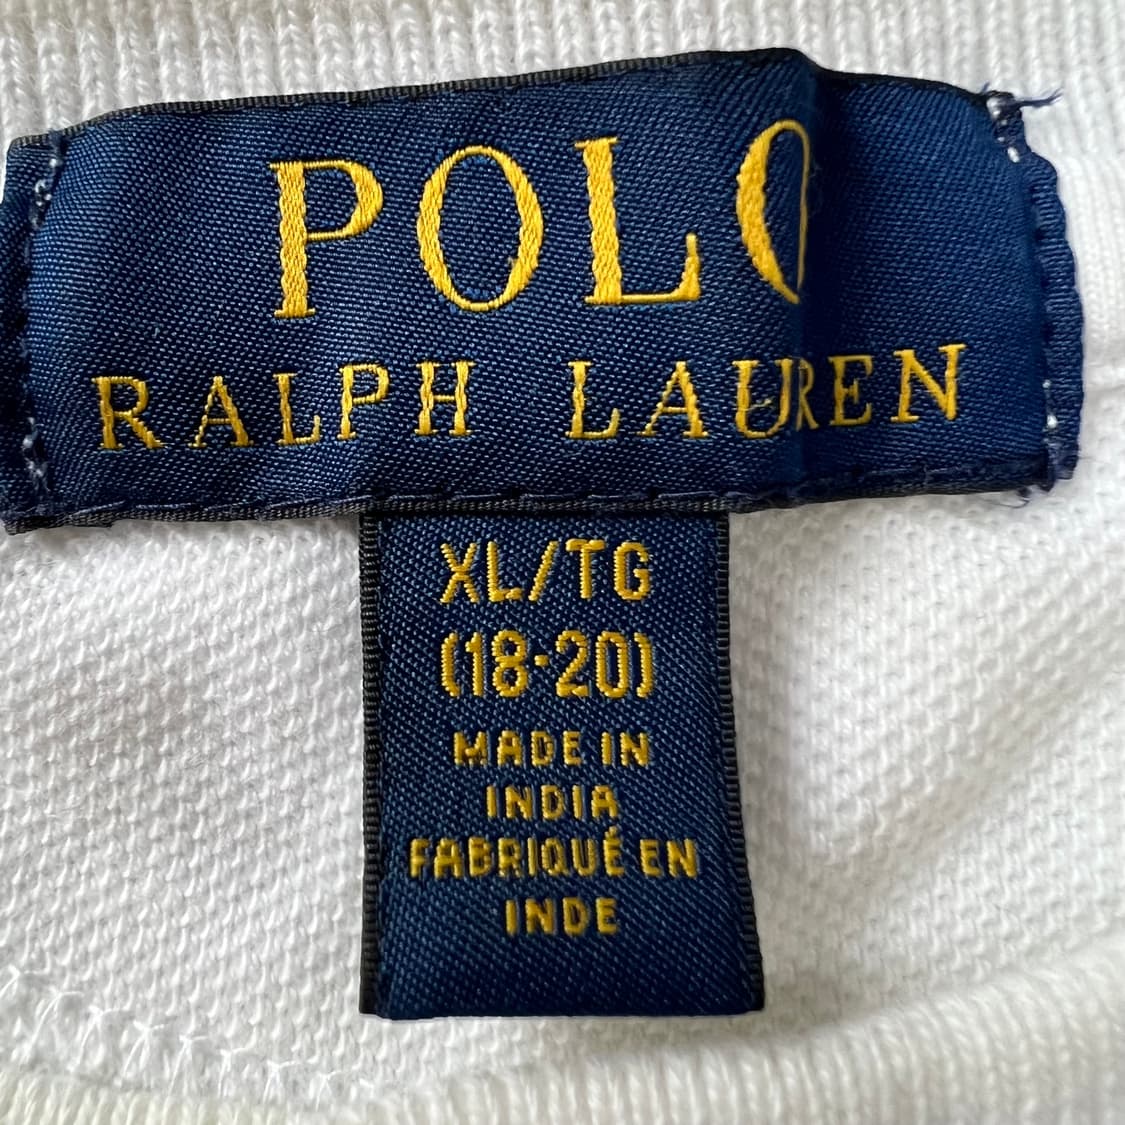 POLO
RALPH LAUREN
XL/TG
(18-20)
MADE IN
INDIA
FABRIQUÉ EN
INDE